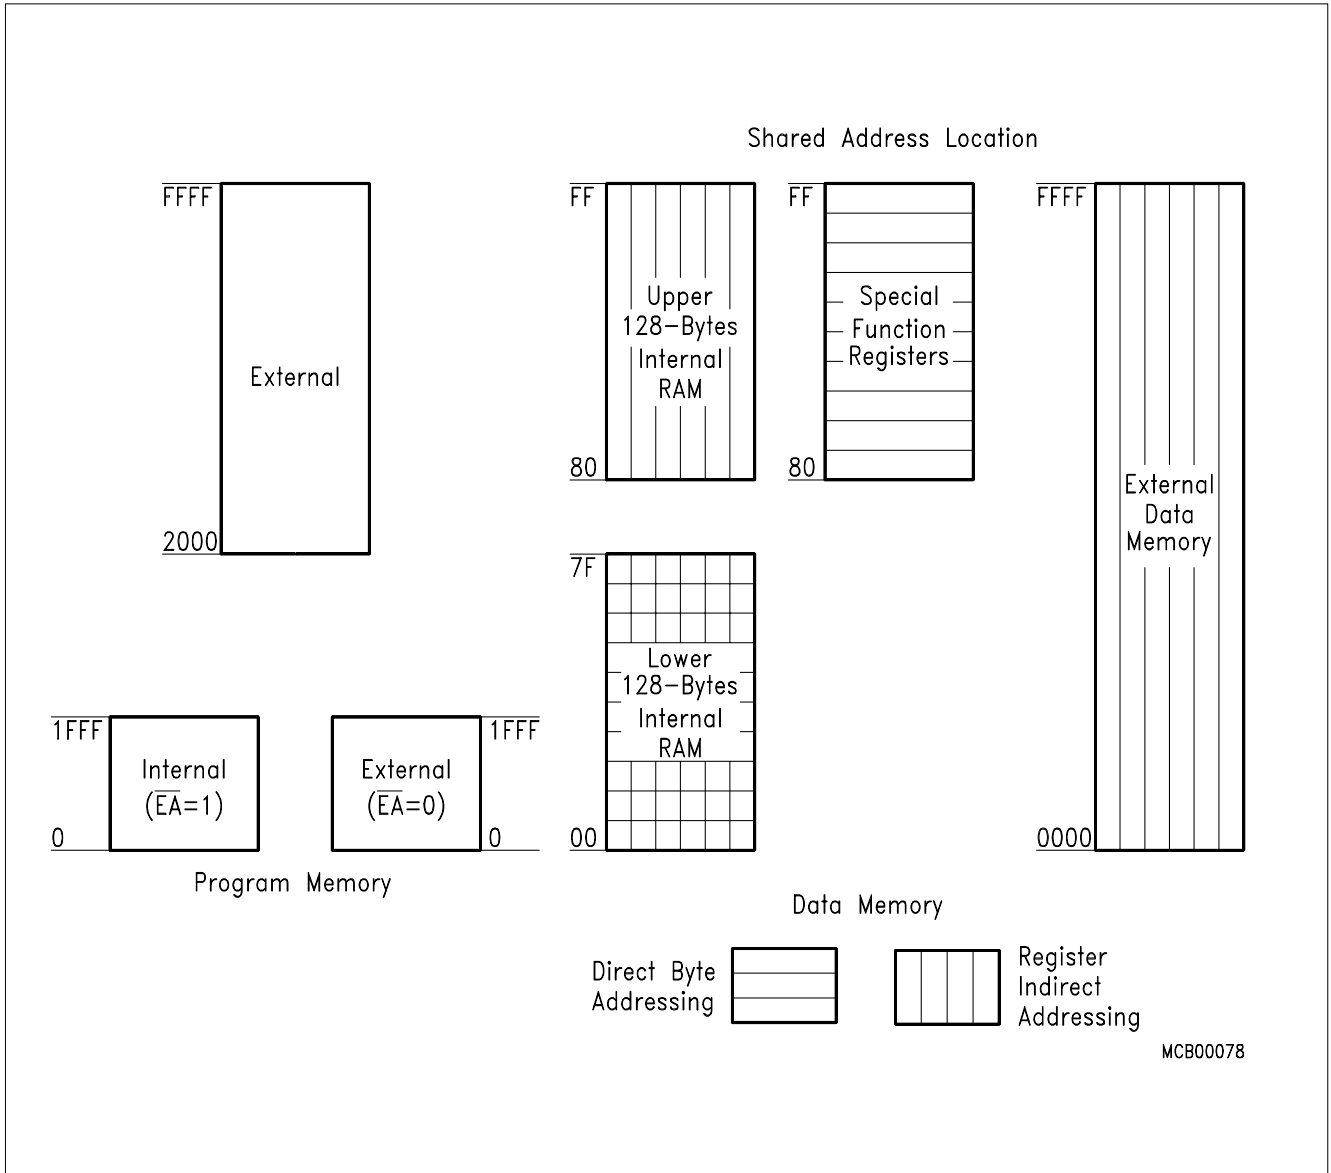 Shared Address Location
FFFF
External
2000
1FFF
Internal
(E̅A̅=1)
0
1FFF
External
(E̅A̅=0)
0
Program Memory
FF
Upper
128-Bytes
Internal
RAM
80
FF
Special
Function
Registers
80
7F
Lower
128-Bytes
Internal
RAM
00
FFFF
External
Data
Memory
0000
Data Memory
Direct Byte
Addressing
Register
Indirect
Addressing
MCB00078